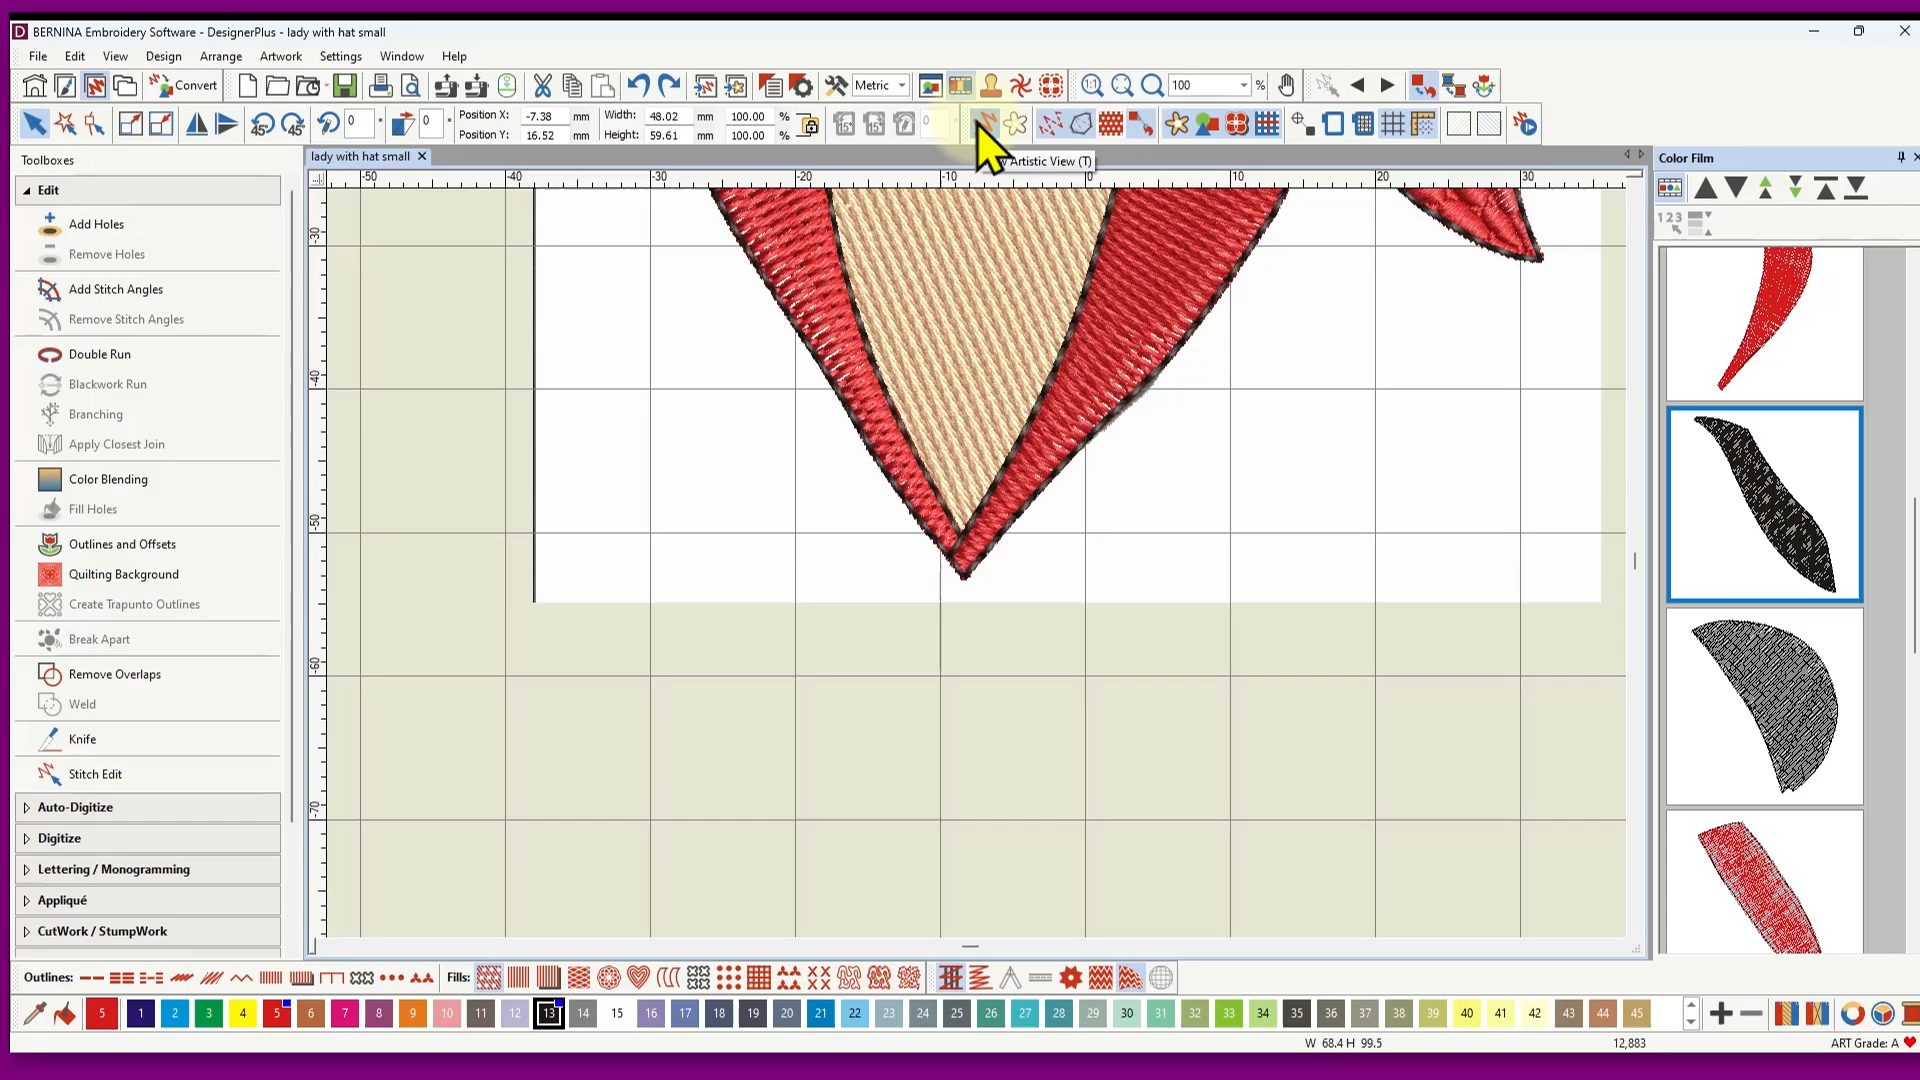 BERNINA Embroidery Software - DesignerPlus - lady with hat small
File Edit View Design Arrange Artwork Settings Window Help
Convert Metric 100 %
0 0 Position X: -7.38 mm Width: 48.02 mm 100.00 % 0
Position Y: 16.52 mm Height: 59.61 mm 100.00 %
Toolboxes
lady with hat small
Artistic View (T)
Color Film
-50 -40 -30 -20 -10 0 10 20 30
Edit
Add Holes
Remove Holes
Add Stitch Angles
Remove Stitch Angles
Double Run
Blackwork Run
Branching
Apply Closest Join
Color Blending
Fill Holes
Outlines and Offsets
Quilting Background
Create Trapunto Outlines
Break Apart
Remove Overlaps
Weld
Knife
Stitch Edit
Auto-Digitize
Digitize
Lettering / Monogramming
Appliqué
CutWork / StumpWork
-30
-40
-50
-60
-70
1 2 3
Outlines: Fills:
5 1 2 3 4 5 6 7 8 9 10 11 12 13 14 15 16 17 18 19 20 21 22 23 24 25 26 27 28 29 30 31 32 33 34 35 36 37 38 39 40 41 42 43 44 45
W 68.4 H 99.5 12,883 ART Grade: A